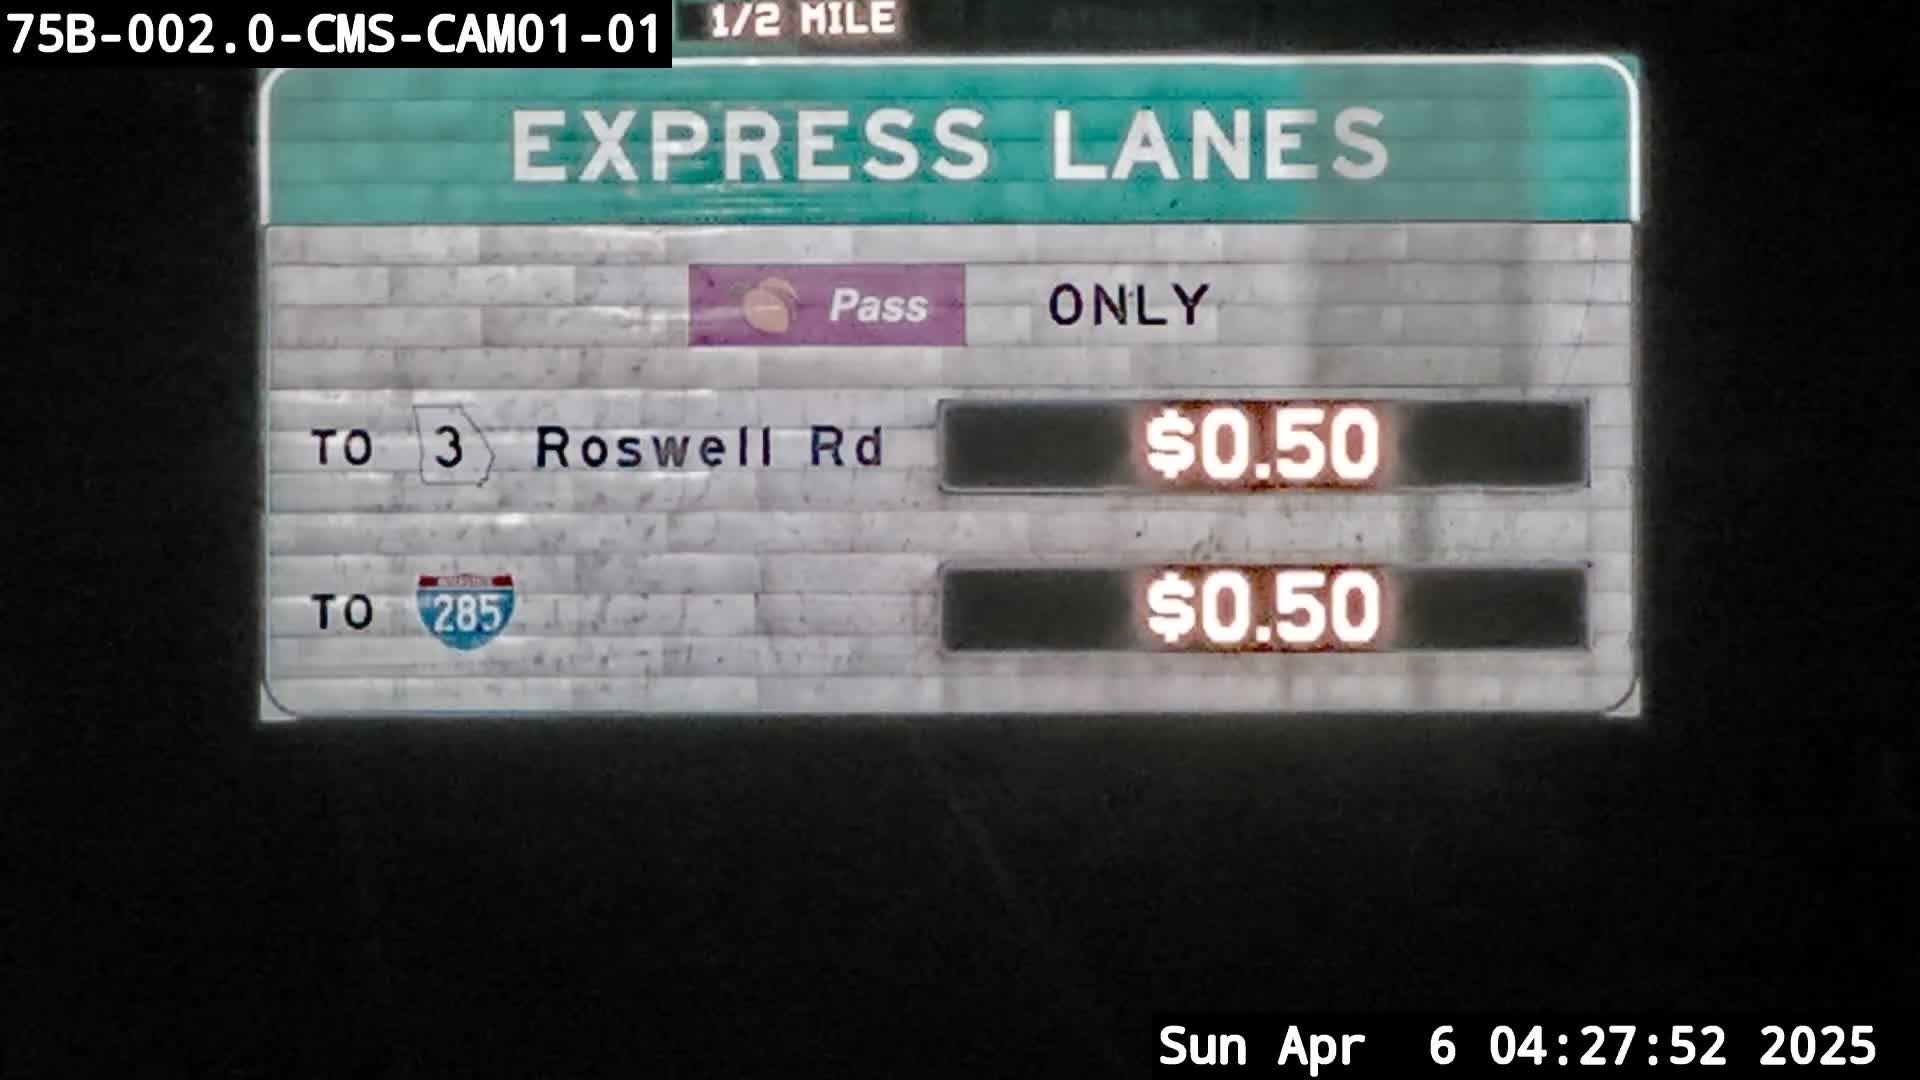 75B-002.0-CMS-CAM01-01
1/2 MILE
EXPRESS LANES
Pass ONLY
TO 3 Roswell Rd $0.50
TO 285 $0.50
Sun Apr 6 04:27:52 2025